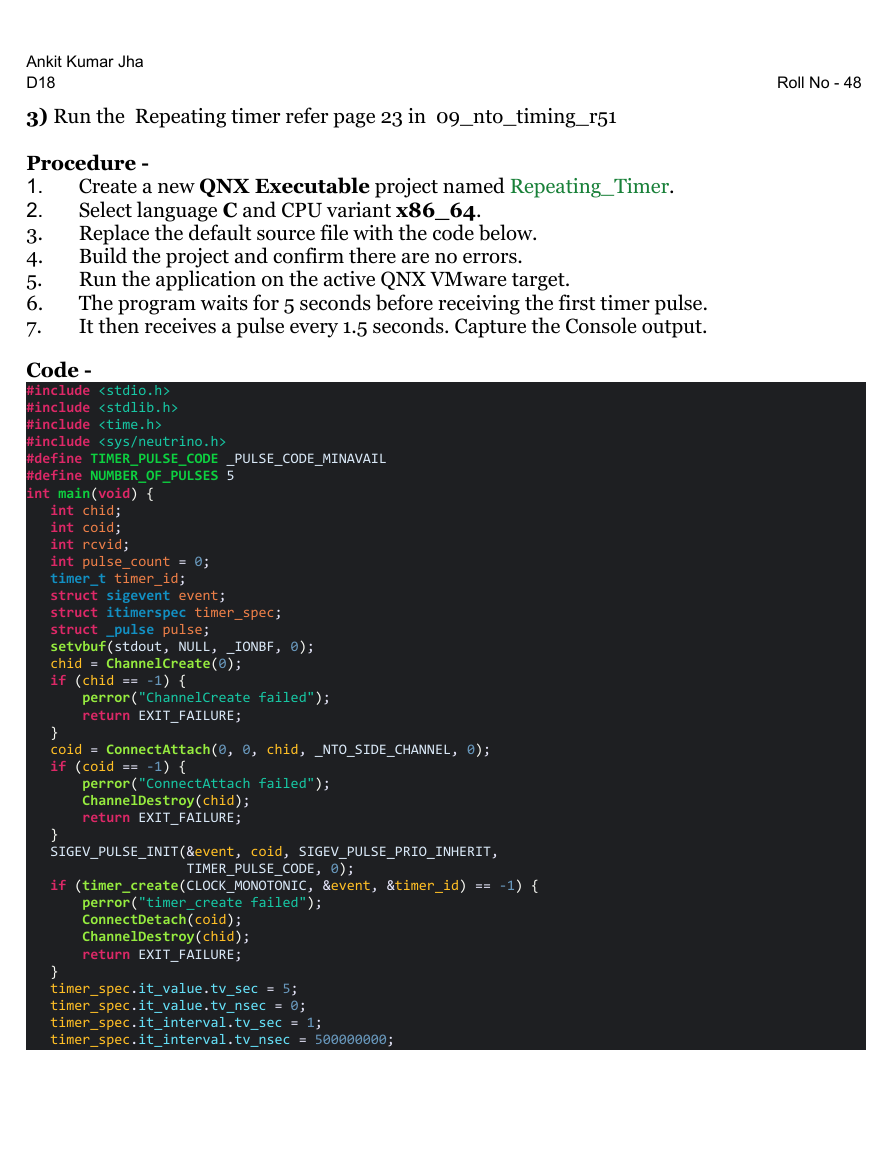 Ankit Kumar Jha
D18
Roll No - 48
3) Run the  Repeating timer refer page 23 in  09_nto_timing_r51
Procedure -
1. Create a new QNX Executable project named Repeating_Timer.
2. Select language C and CPU variant x86_64.
3. Replace the default source file with the code below.
4. Build the project and confirm there are no errors.
5. Run the application on the active QNX VMware target.
6. The program waits for 5 seconds before receiving the first timer pulse.
7. It then receives a pulse every 1.5 seconds. Capture the Console output.
Code -
#include <stdio.h>
#include <stdlib.h>
#include <time.h>
#include <sys/neutrino.h>
#define TIMER_PULSE_CODE _PULSE_CODE_MINAVAIL
#define NUMBER_OF_PULSES 5
int main(void) {
   int chid;
   int coid;
   int rcvid;
   int pulse_count = 0;
   timer_t timer_id;
   struct sigevent event;
   struct itimerspec timer_spec;
   struct _pulse pulse;
   setvbuf(stdout, NULL, _IONBF, 0);
   chid = ChannelCreate(0);
   if (chid == -1) {
       perror("ChannelCreate failed");
       return EXIT_FAILURE;
   }
   coid = ConnectAttach(0, 0, chid, _NTO_SIDE_CHANNEL, 0);
   if (coid == -1) {
       perror("ConnectAttach failed");
       ChannelDestroy(chid);
       return EXIT_FAILURE;
   }
   SIGEV_PULSE_INIT(&event, coid, SIGEV_PULSE_PRIO_INHERIT,
                    TIMER_PULSE_CODE, 0);
   if (timer_create(CLOCK_MONOTONIC, &event, &timer_id) == -1) {
       perror("timer_create failed");
       ConnectDetach(coid);
       ChannelDestroy(chid);
       return EXIT_FAILURE;
   }
   timer_spec.it_value.tv_sec = 5;
   timer_spec.it_value.tv_nsec = 0;
   timer_spec.it_interval.tv_sec = 1;
   timer_spec.it_interval.tv_nsec = 500000000;